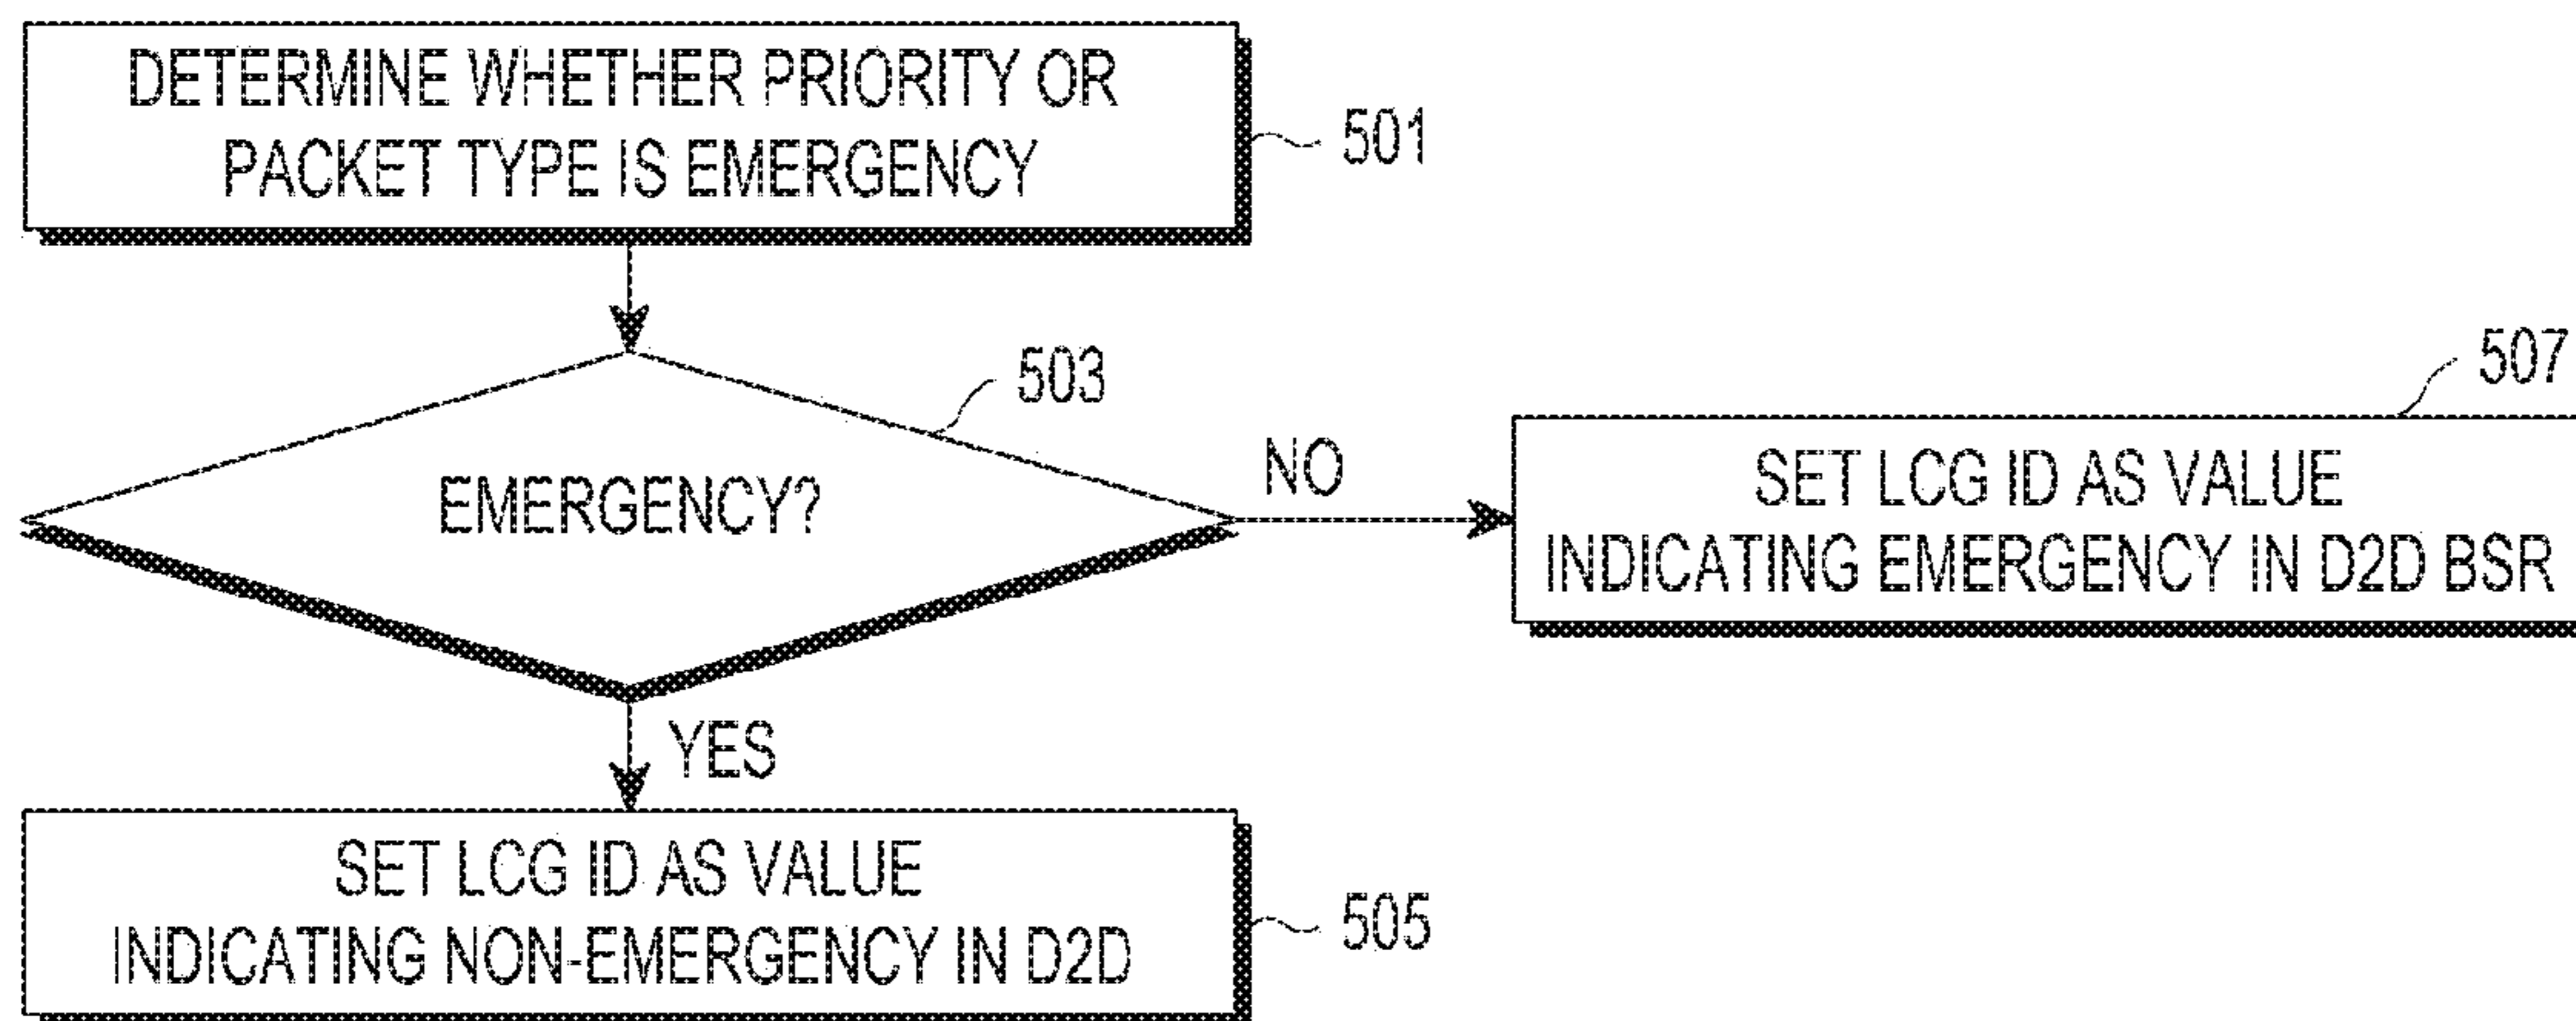 DETERMINE WHETHER PRIORITY OR
PACKET TYPE IS EMERGENCY
501
503
EMERGENCY?
NO
507
SET LCG ID AS VALUE
INDICATING EMERGENCY IN D2D BSR
YES
SET LCG ID AS VALUE
INDICATING NON-EMERGENCY IN D2D
505